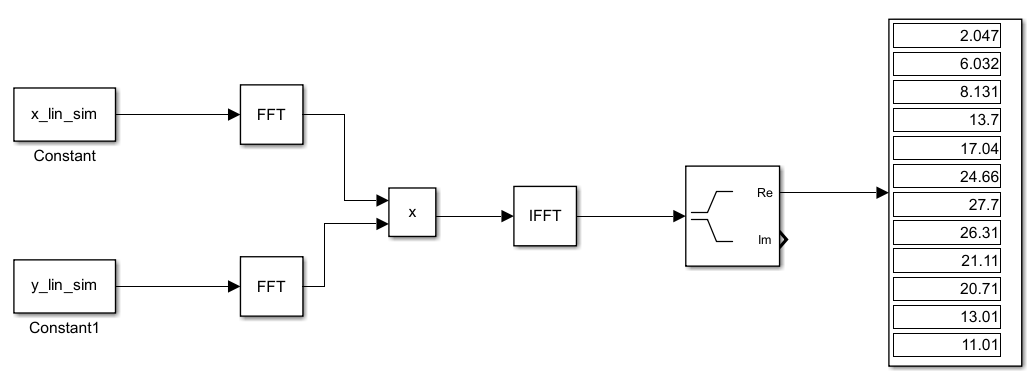 x_lin_sim
Constant
FFT
y_lin_sim
Constant1
FFT
x
IFFT
Re
Im
2.047
6.032
8.131
13.7
17.04
24.66
27.7
26.31
21.11
20.71
13.01
11.01